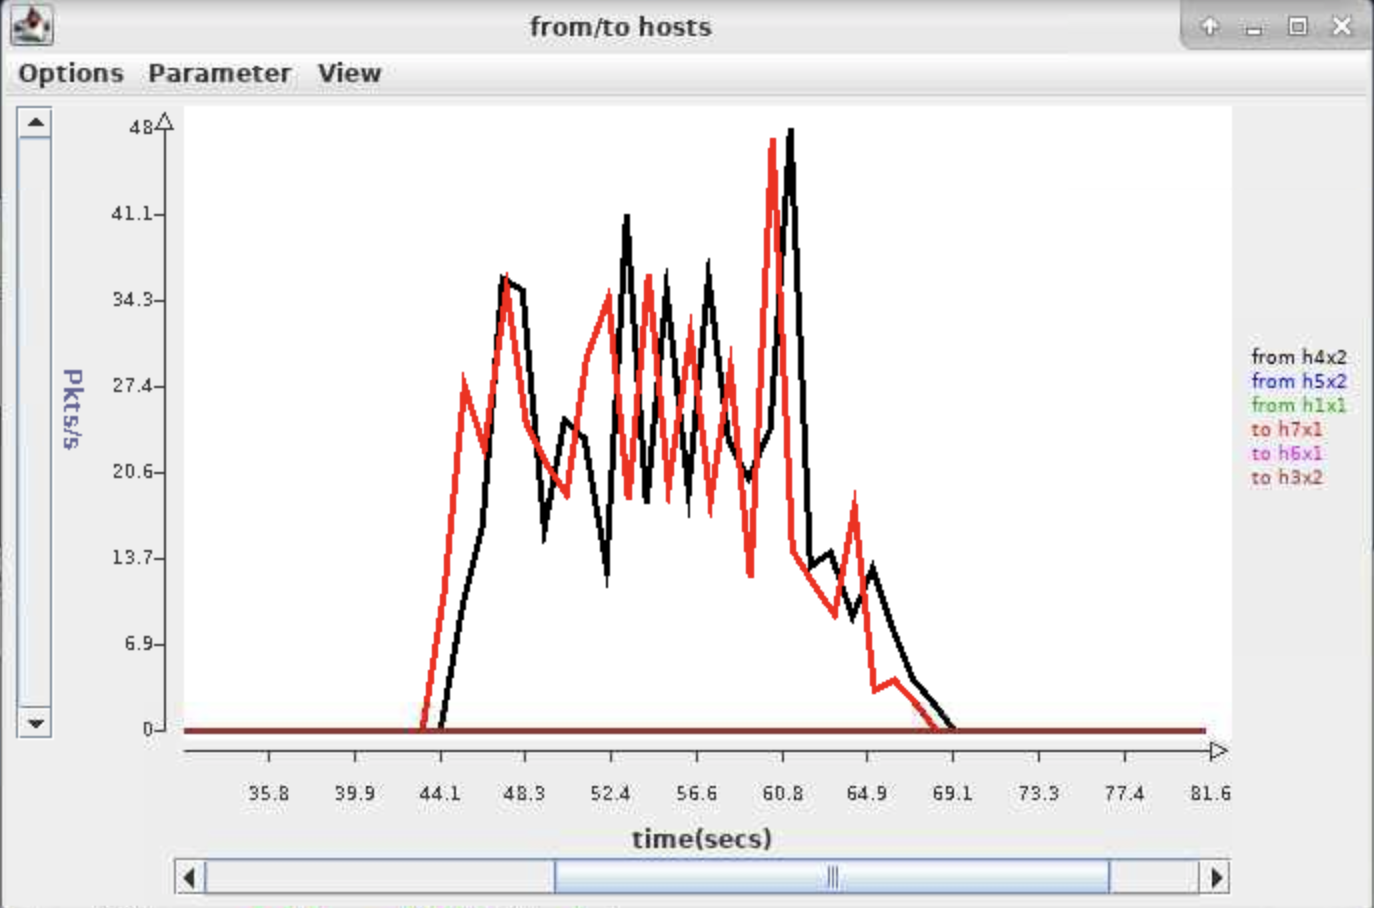 from/to hosts
Options Parameter View
Pkts/s
48
41.1
34.3
27.4
20.6
13.7
6.9
0
from h4x2
from h5x2
from h1x1
to h7x1
to h6x1
to h3x2
35.8 39.9 44.1 48.3 52.4 56.6 60.8 64.9 69.1 73.3 77.4 81.6
time(secs)